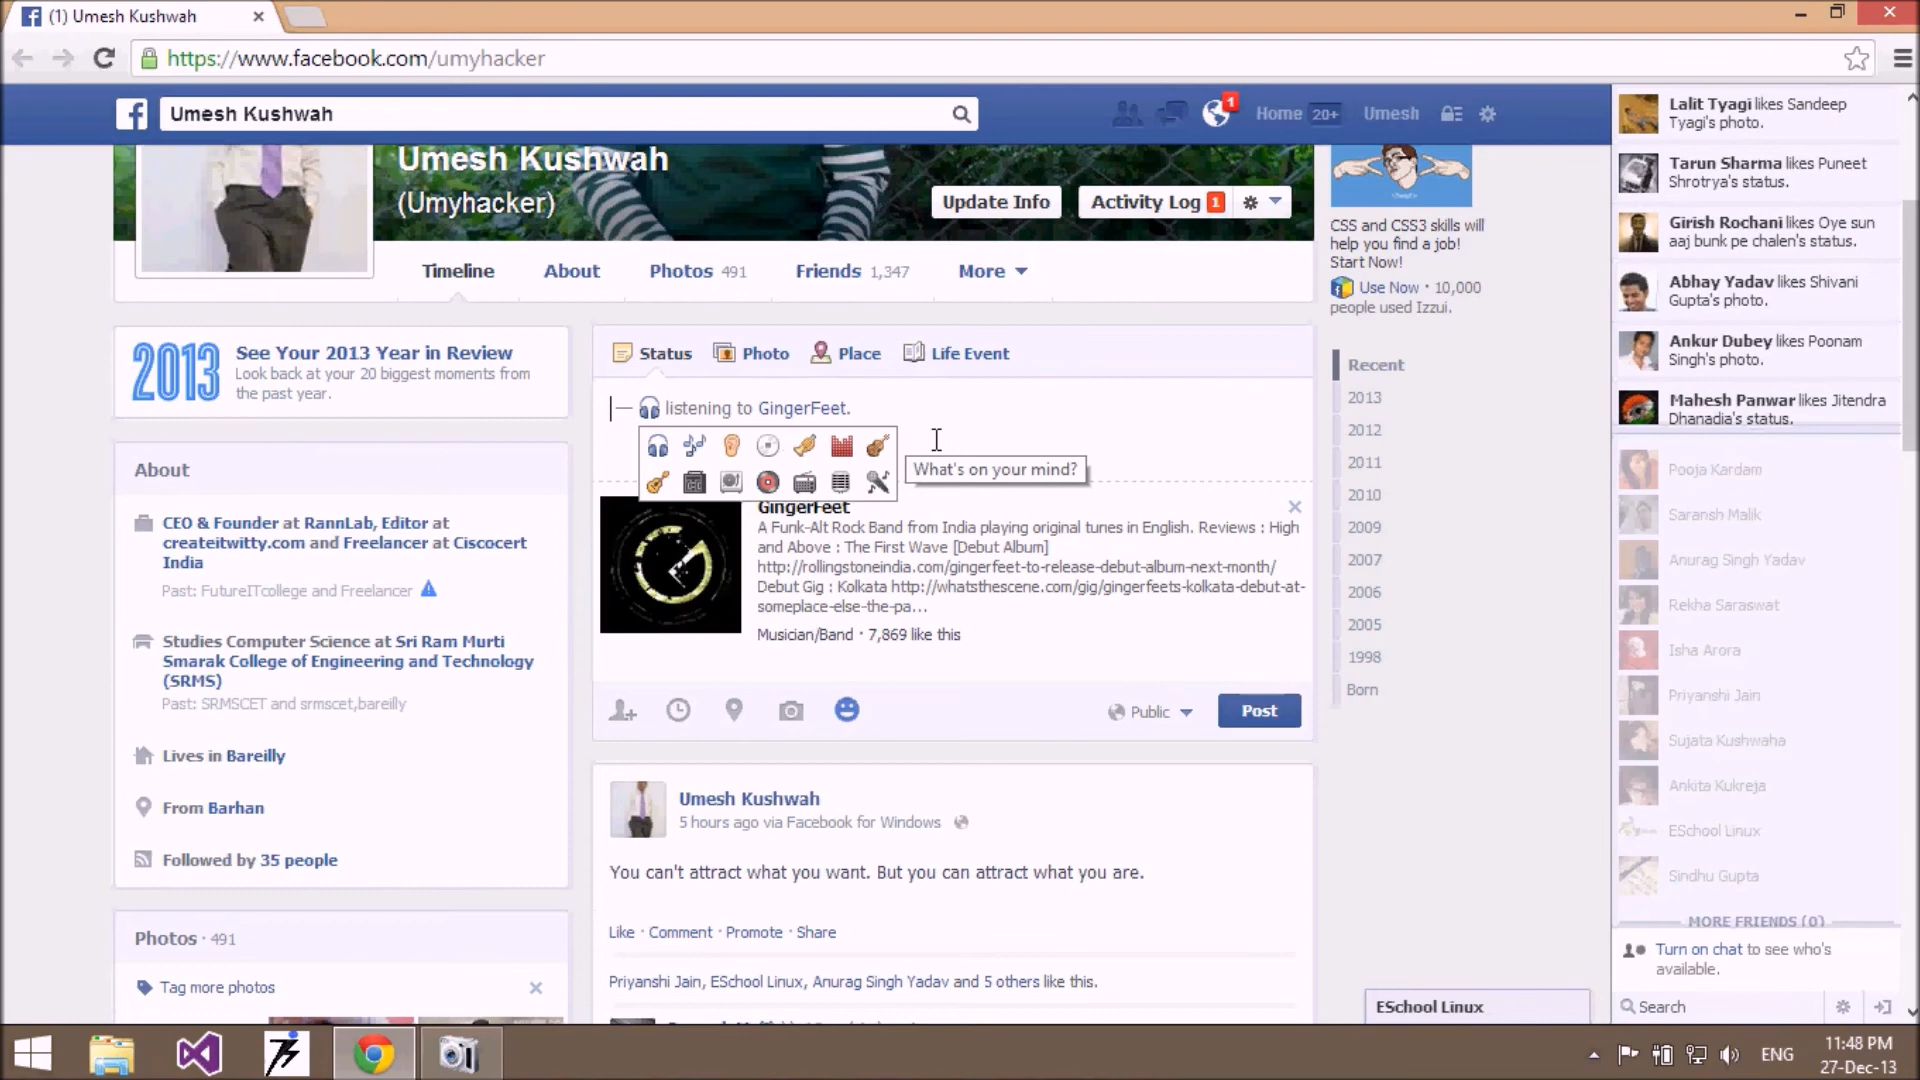 (1) Umesh Kushwah
https://www.facebook.com/umyhacker
Umesh Kushwah
1
Home 20+
Umesh
Umesh Kushwah
(Umyhacker)
Update Info
Activity Log 1
Timeline
About
Photos 491
Friends 1,347
More
2013
See Your 2013 Year in Review
Look back at your 20 biggest moments from
the past year.
About
CEO & Founder at RannLab, Editor at
createitwitty.com and Freelancer at Ciscocert
India
Past: FutureITcollege and Freelancer
Studies Computer Science at Sri Ram Murti
Smarak College of Engineering and Technology
(SRMS)
Past: SRMSCET and srmscet,bareilly
Lives in Bareilly
From Barhan
Followed by 35 people
Photos · 491
Tag more photos
Status
Photo
Place
Life Event
— listening to GingerFeet.
What's on your mind?
GingerFeet
A Funk-Alt Rock Band from India playing original tunes in English. Reviews : High
and Above : The First Wave [Debut Album]
http://rollingstoneindia.com/gingerfeet-to-release-debut-album-next-month/
Debut Gig : Kolkata http://whatsthescene.com/gig/gingerfeets-kolkata-debut-at-
someplace-else-the-pa...
Musician/Band · 7,869 like this
Public
Post
Umesh Kushwah
5 hours ago via Facebook for Windows
You can't attract what you want. But you can attract what you are.
Like · Comment · Promote · Share
Priyanshi Jain, ESchool Linux, Anurag Singh Yadav and 5 others like this.
CSS and CSS3 skills will
help you find a job!
Start Now!
Use Now · 10,000
people used Izzui.
Recent
2013
2012
2011
2010
2009
2007
2006
2005
1998
Born
Lalit Tyagi likes Sandeep
Tyagi's photo.
Tarun Sharma likes Puneet
Shrotrya's status.
Girish Rochani likes Oye sun
aaj bunk pe chalen's status.
Abhay Yadav likes Shivani
Gupta's photo.
Ankur Dubey likes Poonam
Singh's photo.
Mahesh Panwar likes Jitendra
Dhanadia's status.
Pooja Kardam
Saransh Malik
Anurag Singh Yadav
Rekha Saraswat
Isha Arora
Priyanshi Jain
Sujata Kushwaha
Ankita Kukreja
ESchool Linux
Sindhu Gupta
MORE FRIENDS (0)
Turn on chat to see who's
available.
Search
ESchool Linux
ENG
11:48 PM
27-Dec-13